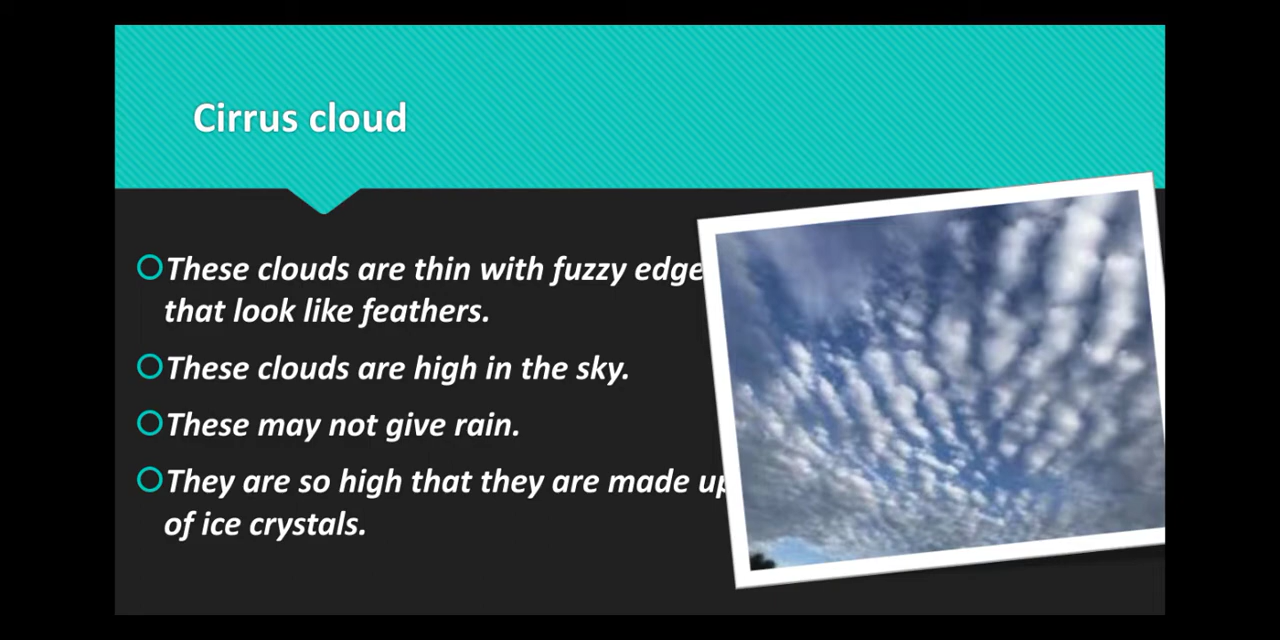 Cirrus cloud
These clouds are thin with fuzzy edge
that look like feathers.
These clouds are high in the sky.
These may not give rain.
They are so high that they are made up
of ice crystals.